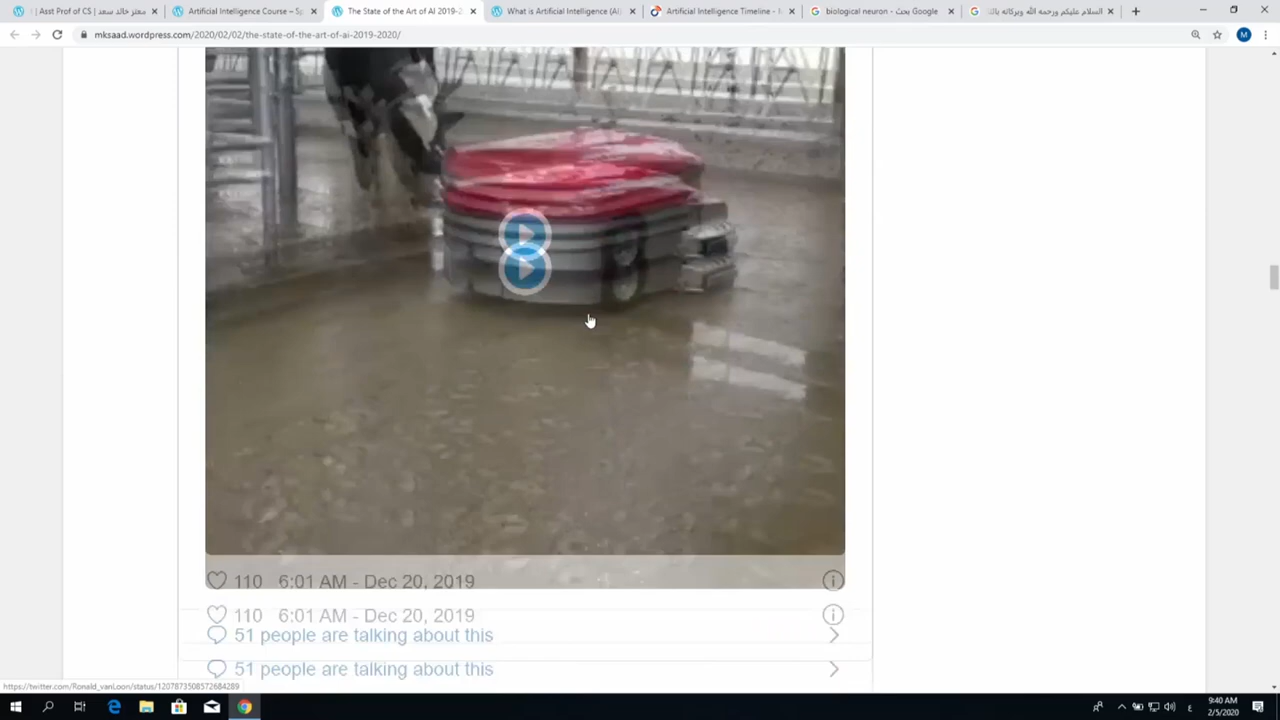 معتز خالد سعد | Asst Prof of CS |
Artificial Intelligence Course – Sp
The State of the Art of AI 2019-2
What is Artificial Intelligence (AI)
Artificial Intelligence Timeline -
biological neuron - بحث Google
السلام عليكم ورحمه الله وبركاته
mksaad.wordpress.com/2020/02/02/the-state-of-the-art-of-ai-2019-2020/
M
110 6:01 AM - Dec 20, 2019
110 6:01 AM - Dec 20, 2019
51 people are talking about this
51 people are talking about this
https://twitter.com/Ronald_vanLoon/status/1207873508572684289
ع
9:40 AM
2/5/2020